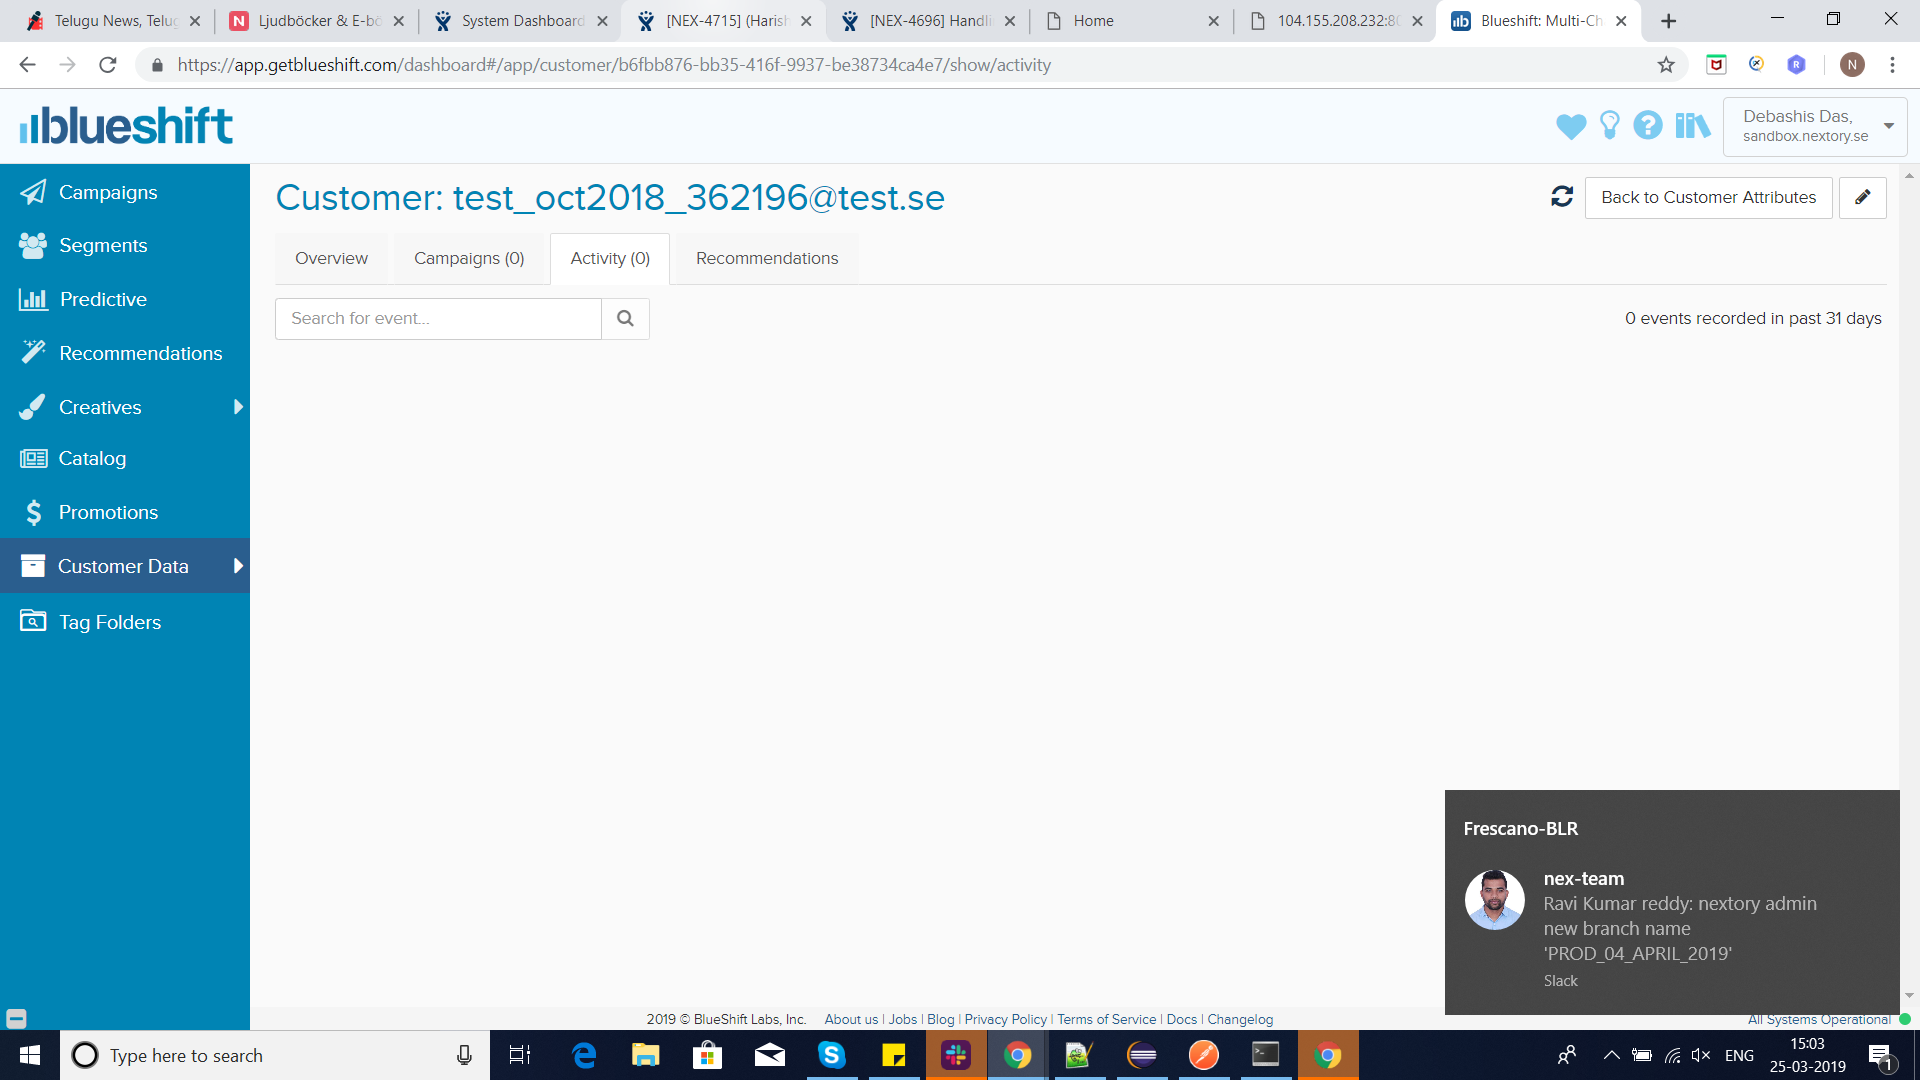 Telugu News, Telug
Ljudböcker & E-bö
System Dashboard
[NEX-4715] (Harish
[NEX-4696] Handli
Home
104.155.208.232:80
Blueshift: Multi-Ch
https://app.getblueshift.com/dashboard#/app/customer/b6fbb876-bb35-416f-9937-be38734ca4e7/show/activity
N
blueshift
Debashis Das,
sandbox.nextory.se
Campaigns
Segments
Predictive
Recommendations
Creatives
Catalog
Promotions
Customer Data
Tag Folders
Customer: test_oct2018_362196@test.se
Back to Customer Attributes
Overview
Campaigns (0)
Activity (0)
Recommendations
Search for event...
0 events recorded in past 31 days
Frescano-BLR
nex-team
Ravi Kumar reddy: nextory admin
new branch name
'PROD_04_APRIL_2019'
Slack
2019 © BlueShift Labs, Inc. About us | Jobs | Blog | Privacy Policy | Terms of Service | Docs | Changelog
All Systems Operational
Type here to search
ENG
15:03
25-03-2019
1